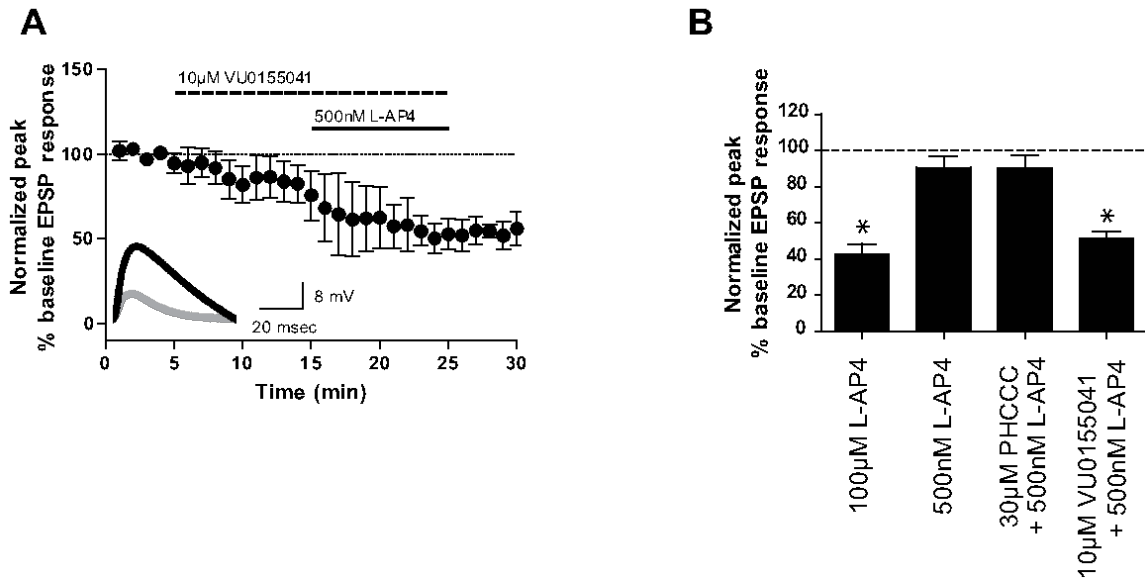 A
Normalized peak
% baseline EPSP response
150
100
50
0
10µM VU0155041
500nM L-AP4
8 mV
20 msec
0
5
10
15
20
25
30
Time (min)
B
Normalized peak
% baseline EPSP response
120
100
80
60
40
20
0
*
*
100µM L-AP4
500nM L-AP4
30µM PHCCC
+ 500nM L-AP4
10µM VU0155041
+ 500nM L-AP4